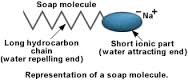 Soap molecule
− Na+
Long hydrocarbon
chain
(water repelling end)
Short ionic part
(water attracting end)
Representation of a soap molecule.